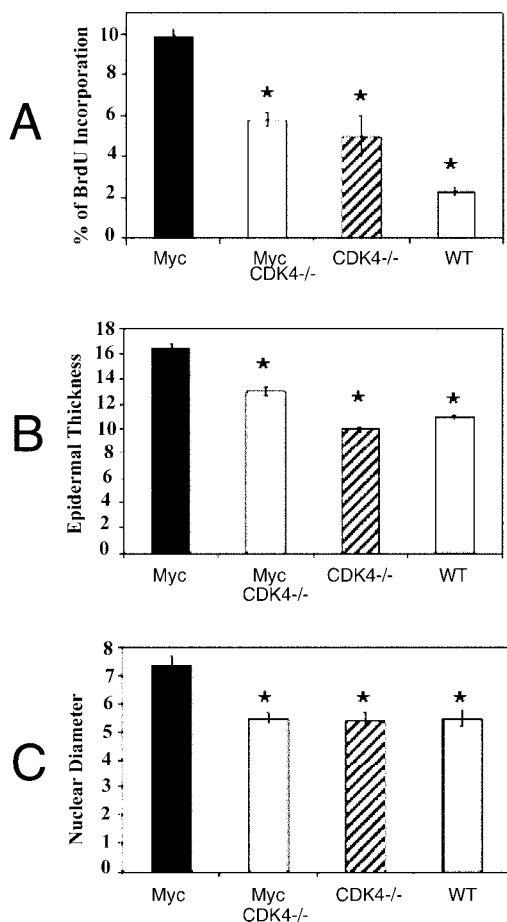 A
% of BrdU Incorporation
10
8
6
4
2
0
★
★
★
Myc
Myc
CDK4-/-
CDK4-/-
WT
B
Epidermal Thickness
18
16
14
12
10
8
6
4
2
0
★
★
★
Myc
Myc
CDK4-/-
CDK4-/-
WT
C
Nuclear Diameter
8
7
6
5
4
3
2
1
0
★
★
★
Myc
Myc
CDK4-/-
CDK4-/-
WT